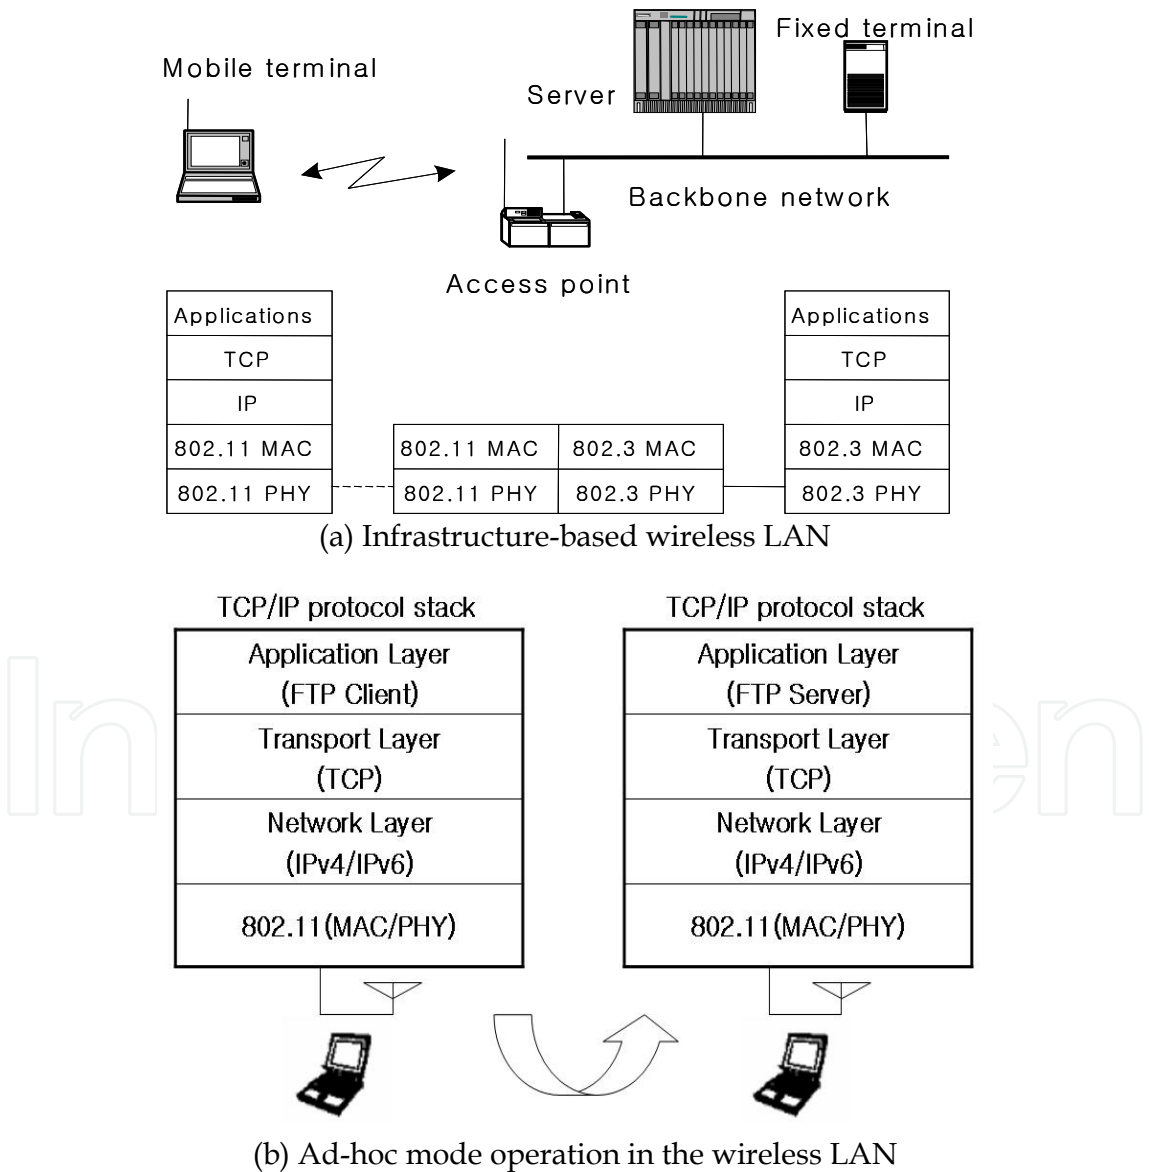 Fixed terminal
Mobile terminal
Server
Backbone network
Access point
Applications
TCP
IP
802.11 MAC
802.11 PHY
802.11 MAC
802.3 MAC
802.11 PHY
802.3 PHY
Applications
TCP
IP
802.3 MAC
802.3 PHY
(a) Infrastructure-based wireless LAN
TCP/IP protocol stack
Application Layer
(FTP Client)
Transport Layer
(TCP)
Network Layer
(IPv4/IPv6)
802.11(MAC/PHY)
TCP/IP protocol stack
Application Layer
(FTP Server)
Transport Layer
(TCP)
Network Layer
(IPv4/IPv6)
802.11(MAC/PHY)
(b) Ad-hoc mode operation in the wireless LAN